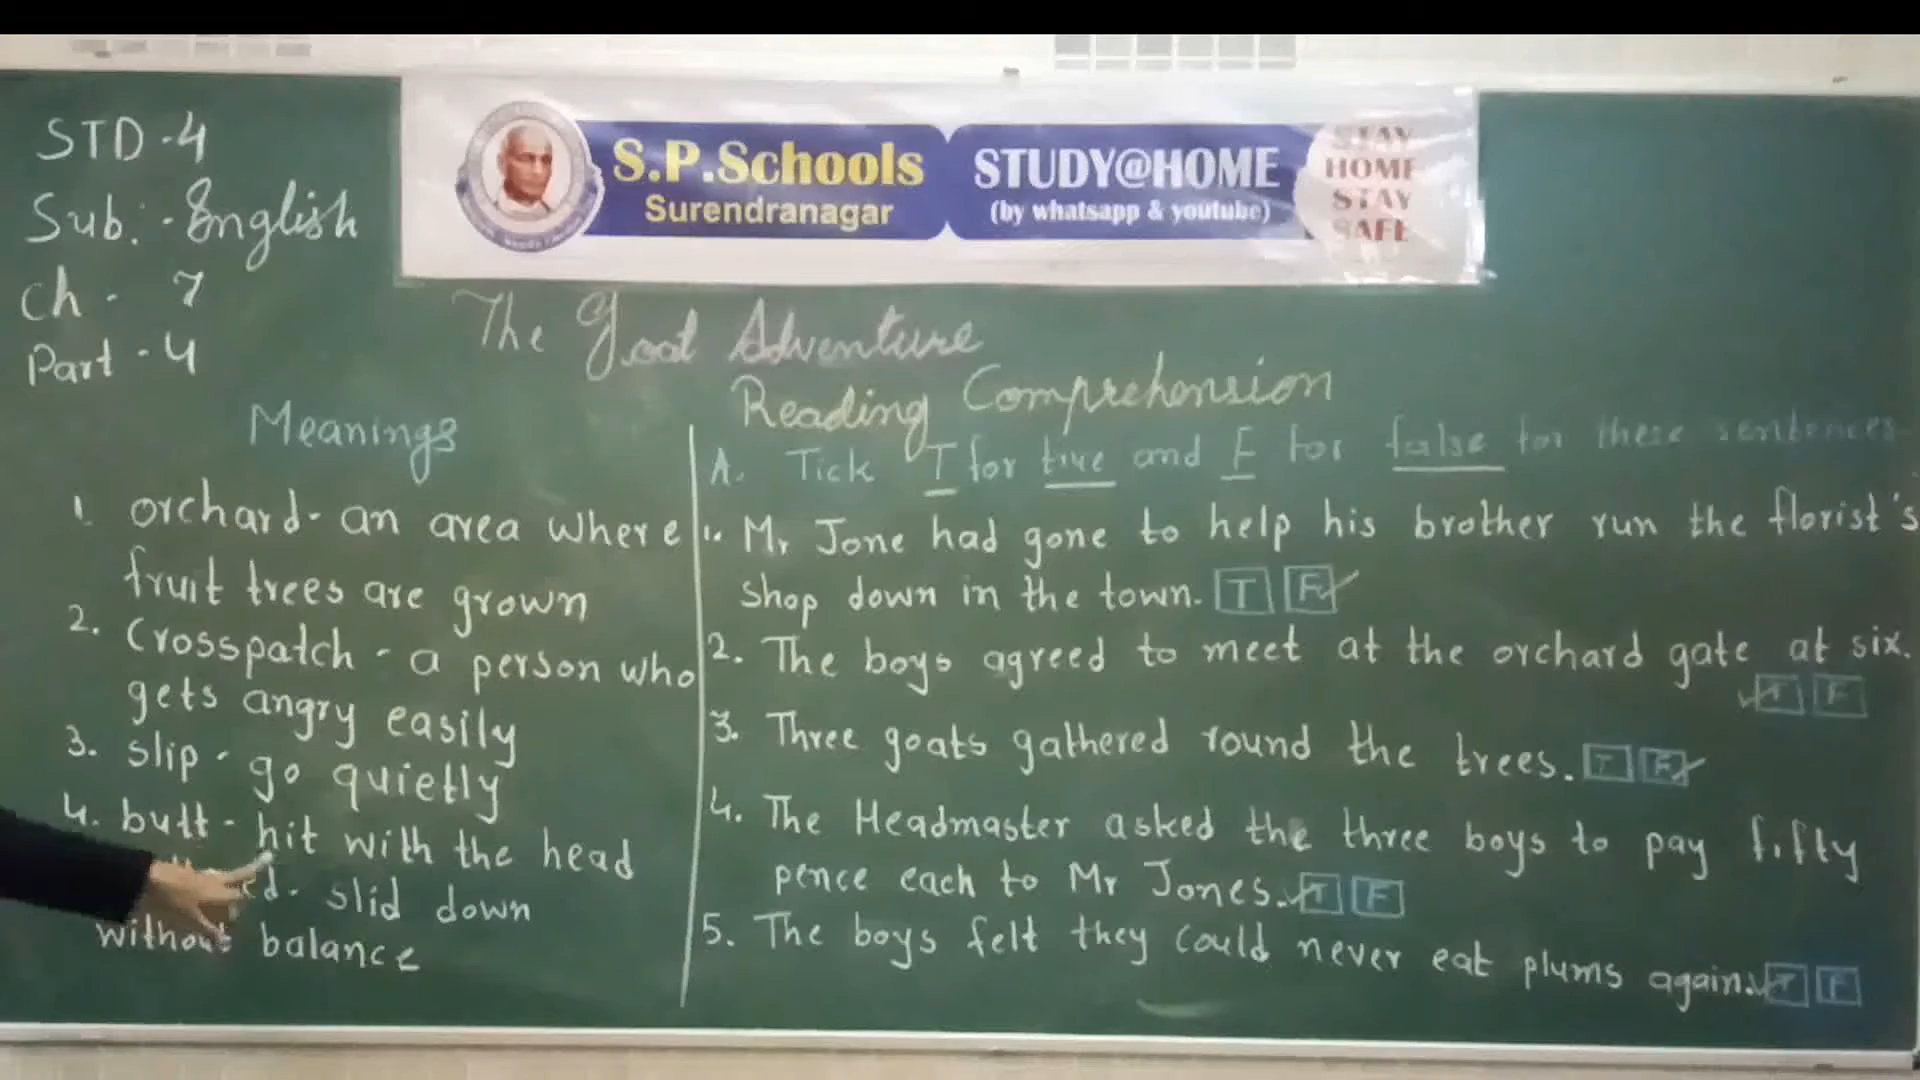 STD - 4
Sub. :- English
Ch - 7
Part - 4
S.P.Schools
Surendranagar
STUDY@HOME
(by whatsapp & youtube)
STAY
HOME
STAY
SAFE
The Goat Adventure
Meanings
1. orchard - an area where
fruit trees are grown
2. Crosspatch - a person who
gets angry easily
3. slip - go quietly
4. butt - hit with the head
slid down
without balance
Reading Comprehension
A. Tick T for true and F for false for these sentences
1. Mr Jone had gone to help his brother run the florist's
shop down in the town. T F
2. The boys agreed to meet at the orchard gate at six.
T F
3. Three goats gathered round the trees. T F
4. The Headmaster asked the three boys to pay fifty
pence each to Mr Jones. T F
5. The boys felt they could never eat plums again. T F